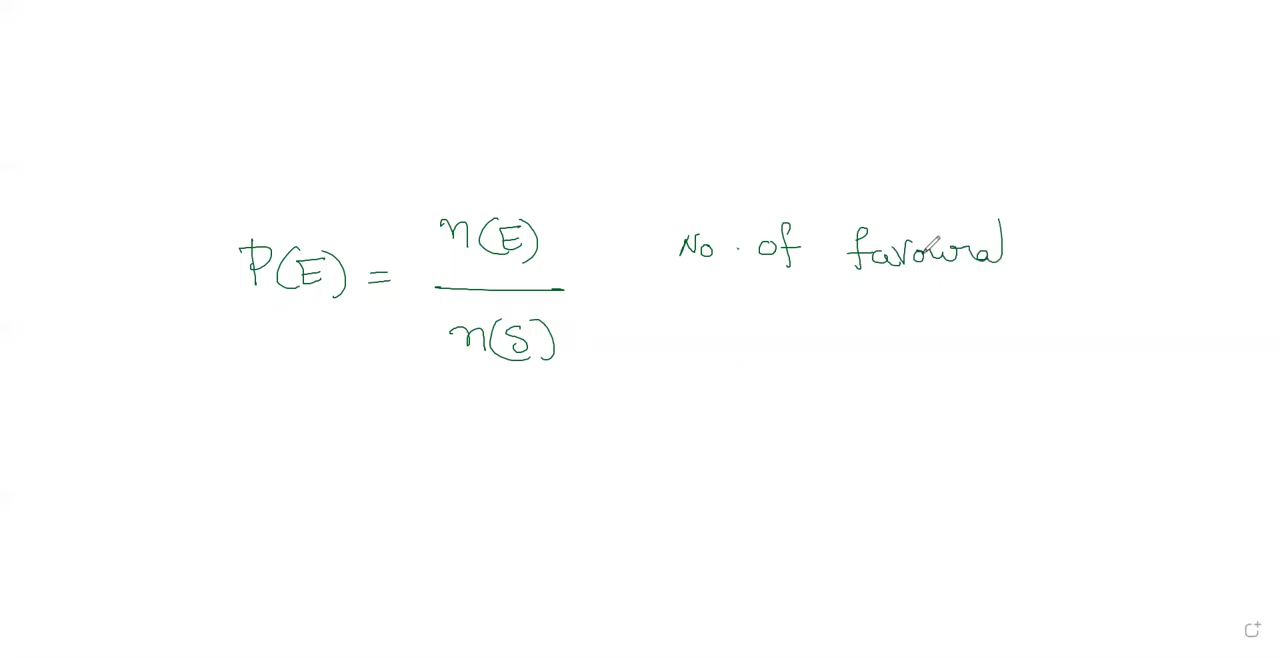 P(E) = n(E) / n(S)
No. of favoural